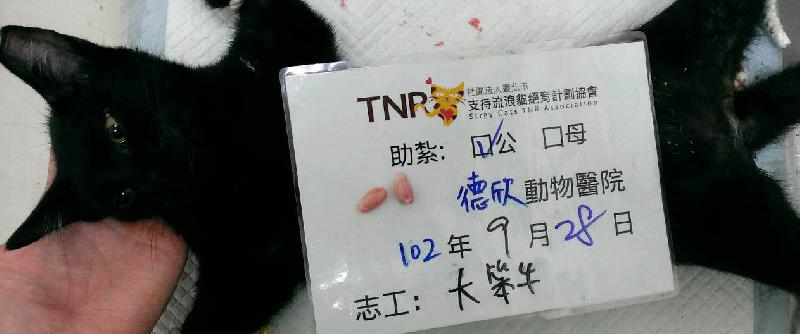 TNR 社團法人臺北市
支持流浪貓絕育計劃協會
Stray Cats TNR Association
助紮: ☑公 口母
德欣動物醫院
102年9月28日
志工: 大笨牛